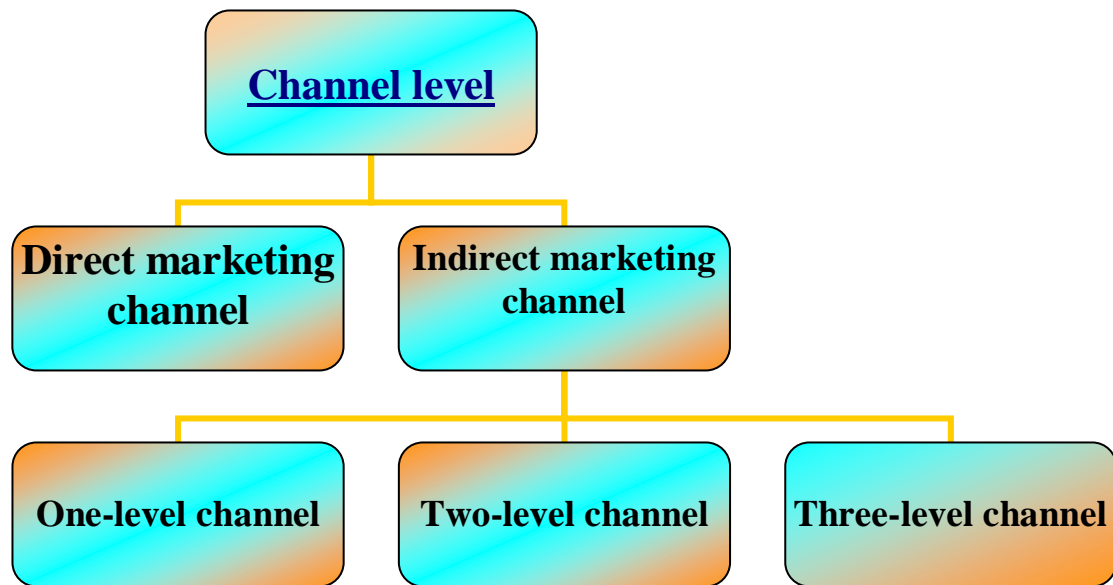 Channel level
Direct marketing
channel
Indirect marketing
channel
One-level channel
Two-level channel
Three-level channel